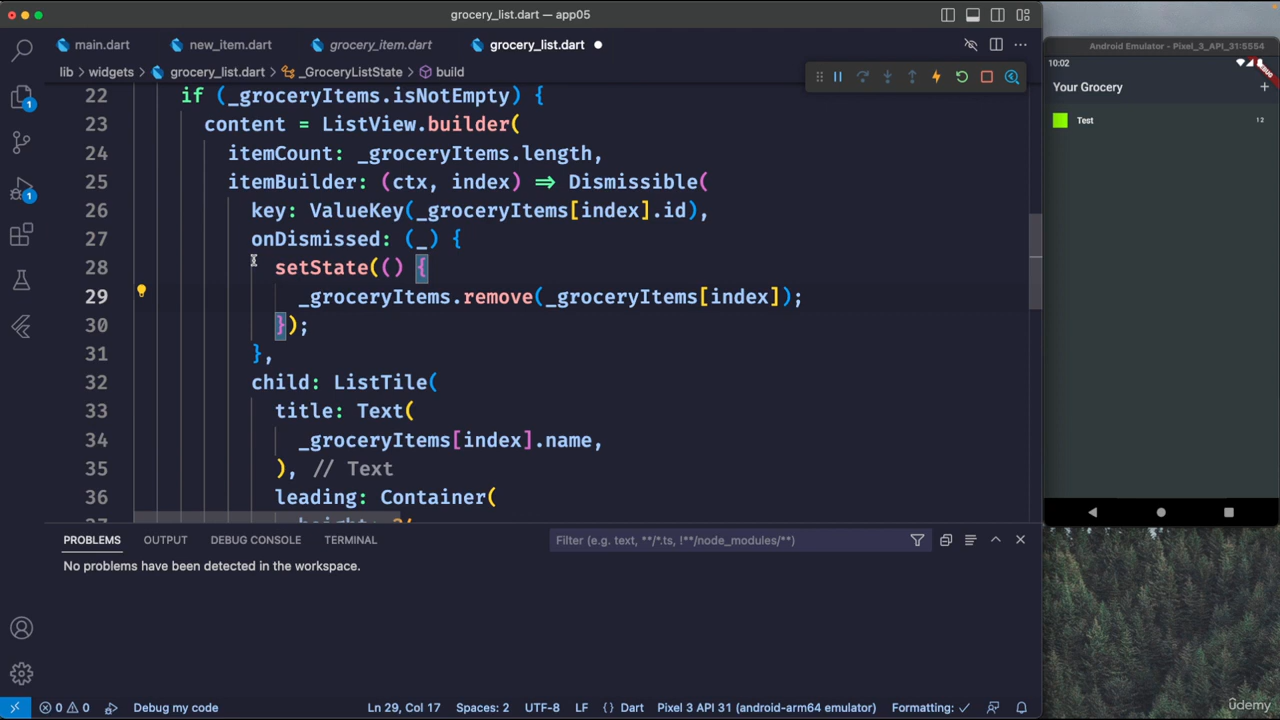 grocery_list.dart — app05
main.dart
new_item.dart
grocery_item.dart
grocery_list.dart
lib > widgets > grocery_list.dart > _GroceryListState > build
Android Emulator - Pixel_3_API_31:5554
10:02
DEBUG
Your Grocery
Test
12
22 if (_groceryItems.isNotEmpty) {
23 content = ListView.builder(
24 itemCount: _groceryItems.length,
25 itemBuilder: (ctx, index) => Dismissible(
26 key: ValueKey(_groceryItems[index].id),
27 onDismissed: (_) {
28 setState(() {
29 _groceryItems.remove(_groceryItems[index]);
30 });
31 },
32 child: ListTile(
33 title: Text(
34 _groceryItems[index].name,
35 ), // Text
36 leading: Container(
1
1
PROBLEMS
OUTPUT
DEBUG CONSOLE
TERMINAL
Filter (e.g. text, **/*.ts, !**/node_modules/**)
No problems have been detected in the workspace.
0 0
Debug my code
Ln 29, Col 17
Spaces: 2
UTF-8
LF
{ } Dart
Pixel 3 API 31 (android-arm64 emulator)
Formatting: ✓
ûdemy